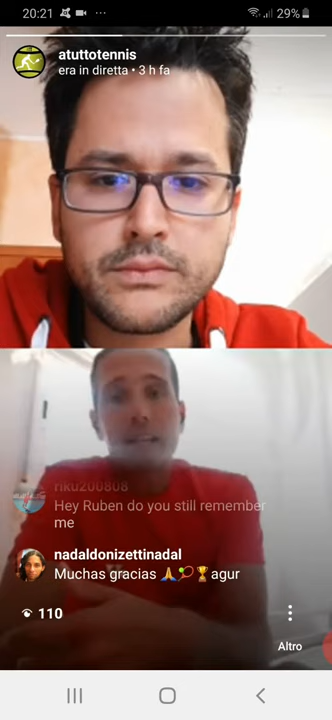 20:21 ··· 29%
atuttotennis
era in diretta • 3 h fa
riku200808
Hey Ruben do you still remember
me
nadaldonizettinadal
Muchas gracias 🙏🎾🏆agur
110
Altro